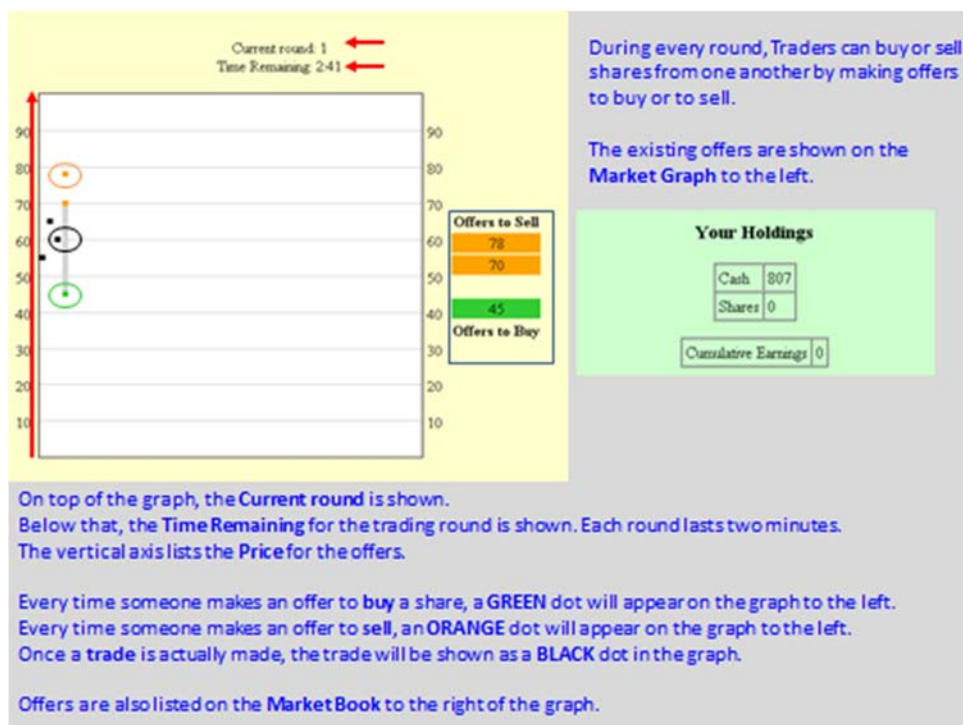 Current round: 1
Time Remaining: 2:41
90
80
70
60
50
40
30
20
10
90
80
70
60
50
40
30
20
10
Offers to Sell
78
70
45
Offers to Buy
During every round, Traders can buy or sell
shares from one another by making offers
to buy or to sell.
The existing offers are shown on the
Market Graph to the left.
Your Holdings
Cash 807
Shares 0
Cumulative Earnings 0
On top of the graph, the Current round is shown.
Below that, the Time Remaining for the trading round is shown. Each round lasts two minutes.
The vertical axis lists the Price for the offers.
Every time someone makes an offer to buy a share, a GREEN dot will appear on the graph to the left.
Every time someone makes an offer to sell, an ORANGE dot will appear on the graph to the left.
Once a trade is actually made, the trade will be shown as a BLACK dot in the graph.
Offers are also listed on the Market Book to the right of the graph.